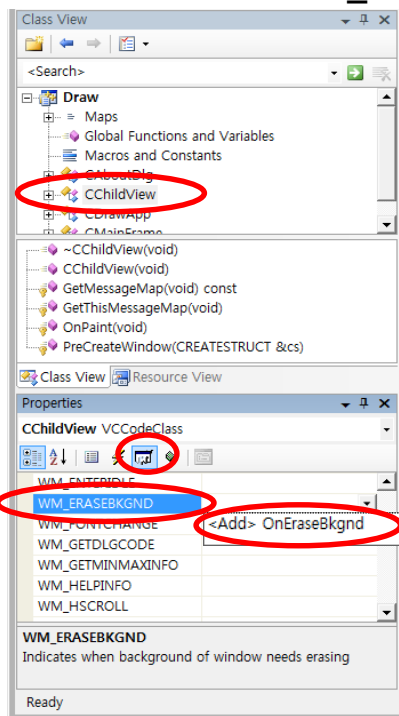 Class View
<Search>
Draw
Maps
Global Functions and Variables
Macros and Constants
CAboutDlg
CChildView
CDrawApp
CMainFrame
~CChildView(void)
CChildView(void)
GetMessageMap(void) const
GetThisMessageMap(void)
OnPaint(void)
PreCreateWindow(CREATESTRUCT &cs)
Class View Resource View
Properties
CChildView VCCodeClass
WM_ENTERIDLE
WM_ERASEBKGND
WM_FONTCHANGE <Add> OnEraseBkgnd
WM_GETDLGCODE
WM_GETMINMAXINFO
WM_HELPINFO
WM_HSCROLL
WM_ERASEBKGND
Indicates when background of window needs erasing
Ready